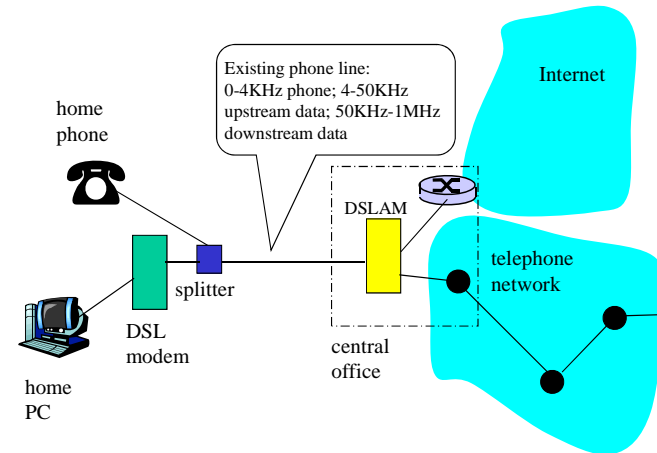 Existing phone line:
0-4KHz phone; 4-50KHz
upstream data; 50KHz-1MHz
downstream data
Internet
home
phone
DSLAM
telephone
network
splitter
DSL
modem
central
office
home
PC